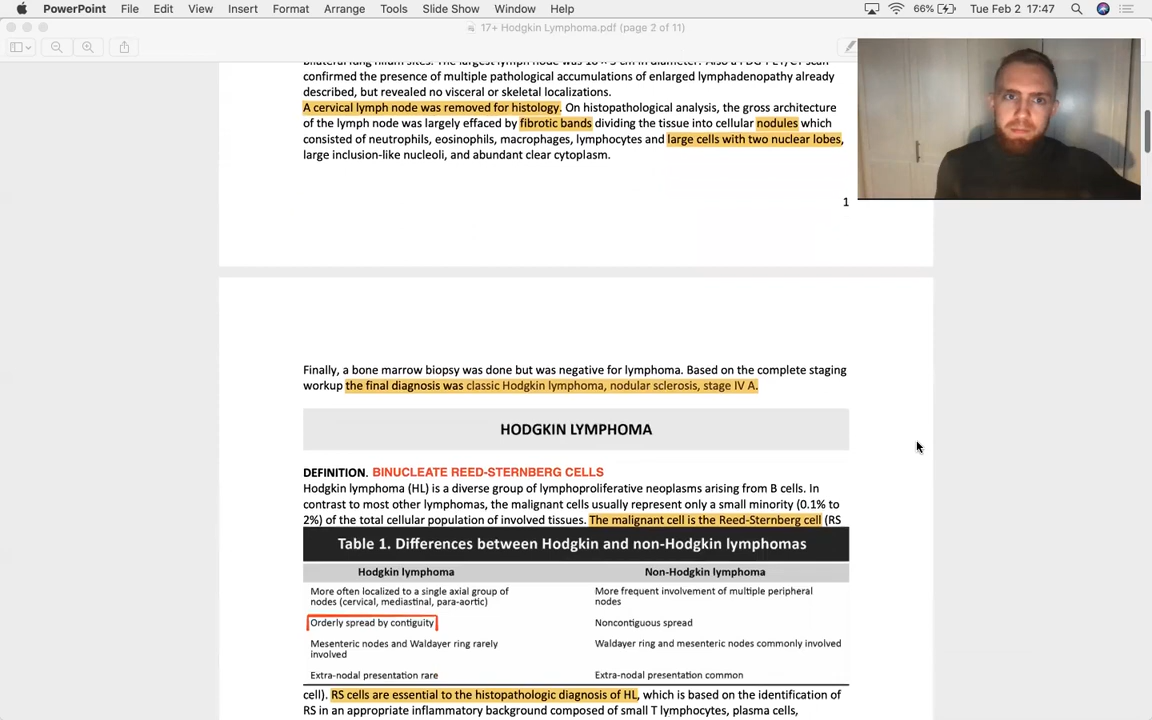 PowerPoint File Edit View Insert Format Arrange Tools Slide Show Window Help 66% Tue Feb 2 17:47
17+ Hodgkin Lymphoma.pdf (page 2 of 11)
confirmed the presence of multiple pathological accumulations of enlarged lymphadenopathy already
described, but revealed no visceral or skeletal localizations.
A cervical lymph node was removed for histology. On histopathological analysis, the gross architecture
of the lymph node was largely effaced by fibrotic bands dividing the tissue into cellular nodules which
consisted of neutrophils, eosinophils, macrophages, lymphocytes and large cells with two nuclear lobes,
large inclusion-like nucleoli, and abundant clear cytoplasm.
1
Finally, a bone marrow biopsy was done but was negative for lymphoma. Based on the complete staging
workup the final diagnosis was classic Hodgkin lymphoma, nodular sclerosis, stage IV A.
HODGKIN LYMPHOMA
DEFINITION. BINUCLEATE REED-STERNBERG CELLS
Hodgkin lymphoma (HL) is a diverse group of lymphoproliferative neoplasms arising from B cells. In
contrast to most other lymphomas, the malignant cells usually represent only a small minority (0.1% to
2%) of the total cellular population of involved tissues. The malignant cell is the Reed-Sternberg cell (RS
Table 1. Differences between Hodgkin and non-Hodgkin lymphomas
Hodgkin lymphoma Non-Hodgkin lymphoma
More often localized to a single axial group of
nodes (cervical, mediastinal, para-aortic)
More frequent involvement of multiple peripheral
nodes
Orderly spread by contiguity Noncontiguous spread
Mesenteric nodes and Waldayer ring rarely
involved
Waldayer ring and mesenteric nodes commonly involved
Extra-nodal presentation rare Extra-nodal presentation common
cell). RS cells are essential to the histopathologic diagnosis of HL, which is based on the identification of
RS in an appropriate inflammatory background composed of small T lymphocytes, plasma cells,